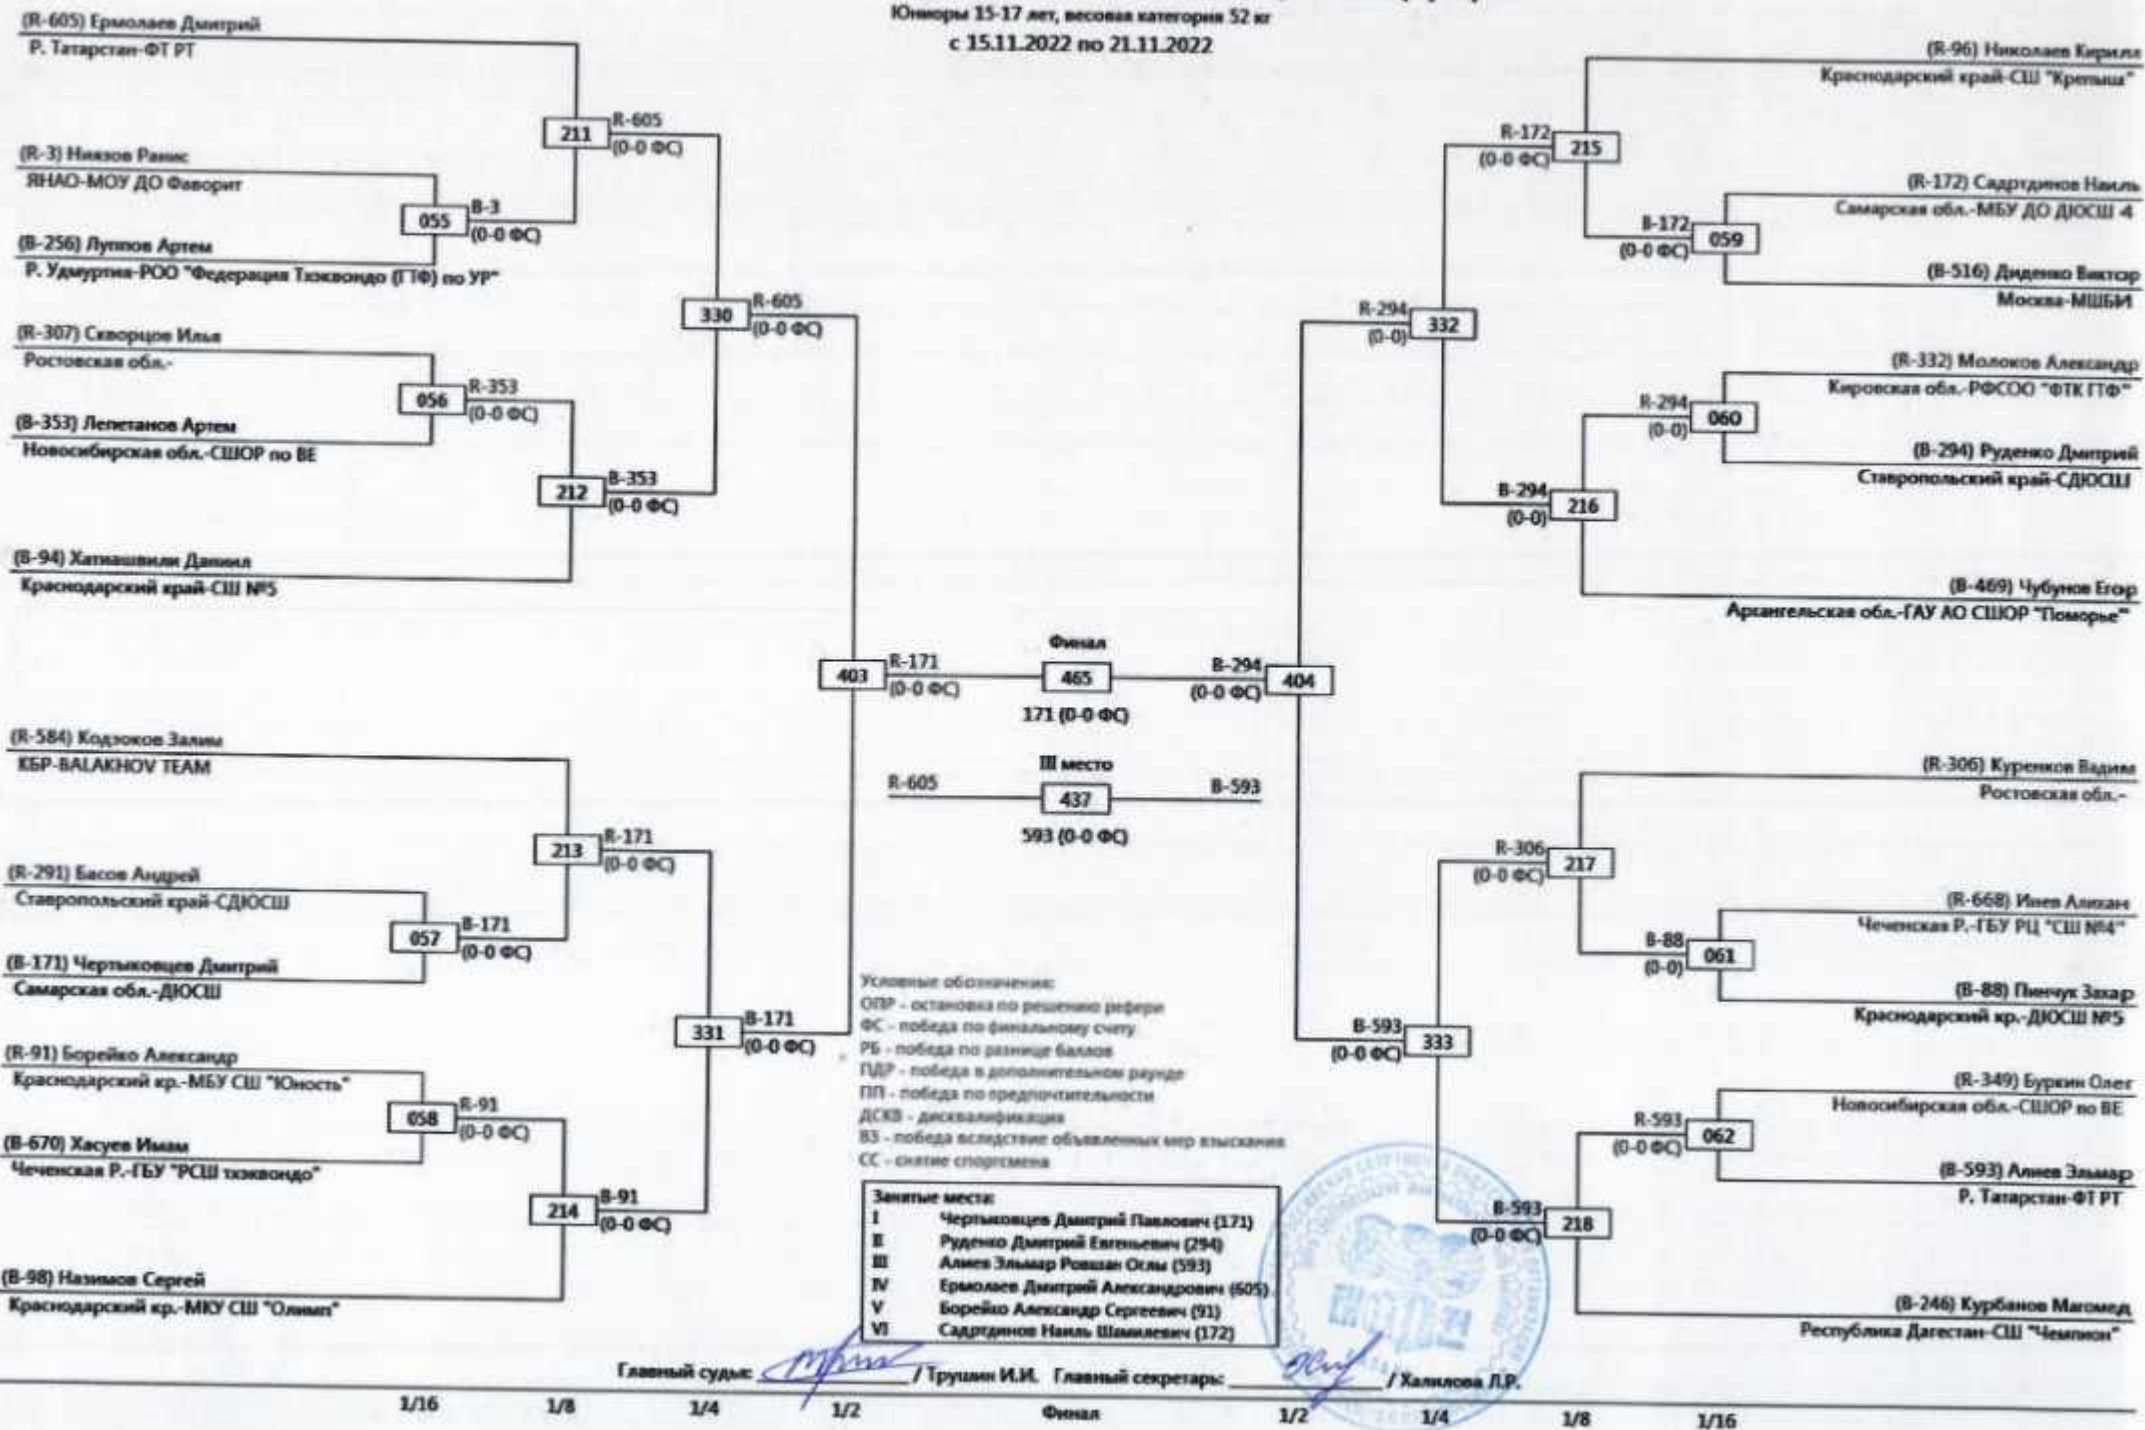 Юниоры 15-17 лет, весовая категория 52 кг
с 15.11.2022 по 21.11.2022
(R-605) Ермолаев Дмитрий
Р. Татарстан-ФТ РТ
(R-3) Ниязов Ранис
ЯНАО-МОУ ДО Фаворит
(B-256) Луппов Артем
Р. Удмуртия-РОО "Федерация Тхэквондо (ГТФ) по УР"
(R-307) Скворцов Илья
Ростовская обл.-
(B-353) Лепетанов Артем
Новосибирская обл.-СШОР по ВЕ
(B-94) Хатиашвили Даниил
Краснодарский край-СШ №5
(R-584) Кодзоков Залим
КБР-BALAKHOV TEAM
(R-291) Басов Андрей
Ставропольский край-СДЮСШ
(B-171) Чертыковцев Дмитрий
Самарская обл.-ДЮСШ
(R-91) Борейко Александр
Краснодарский кр.-МБУ СШ "Юность"
(B-670) Хасуев Имам
Чеченская Р.-ГБУ "РСШ тхэквондо"
(B-98) Назимов Сергей
Краснодарский кр.-МКУ СШ "Олимп"
055
B-3
(0-0 ФС)
056
R-353
(0-0 ФС)
057
B-171
(0-0 ФС)
058
R-91
(0-0 ФС)
211
R-605
(0-0 ФС)
212
B-353
(0-0 ФС)
213
R-171
(0-0 ФС)
214
B-91
(0-0 ФС)
330
R-605
(0-0 ФС)
331
B-171
(0-0 ФС)
403
R-171
(0-0 ФС)
Финал
465
171 (0-0 ФС)
III место
R-605
437
B-593
593 (0-0 ФС)
B-294
(0-0 ФС)
404
R-294
(0-0)
332
B-593
(0-0 ФС)
333
R-172
(0-0 ФС)
215
B-294
(0-0)
216
R-306
(0-0 ФС)
217
B-593
(0-0 ФС)
218
B-172
(0-0 ФС)
059
R-294
(0-0)
060
B-88
(0-0)
061
R-593
(0-0 ФС)
062
(R-96) Николаев Кирилл
Краснодарский край-СШ "Крепыш"
(R-172) Садртдинов Наиль
Самарская обл.-МБУ ДО ДЮСШ 4
(B-516) Диденко Виктор
Москва-МШБИ
(R-332) Молоков Александр
Кировская обл.-РФСОО "ФТК ГТФ"
(B-294) Руденко Дмитрий
Ставропольский край-СДЮСШ
(B-469) Чубунов Егор
Архангельская обл.-ГАУ АО СШОР "Поморье"
(R-306) Куренков Вадим
Ростовская обл.-
(R-668) Инев Алихан
Чеченская Р.-ГБУ РЦ "СШ №4"
(B-88) Пинчук Захар
Краснодарский кр.-ДЮСШ №5
(R-349) Буркин Олег
Новосибирская обл.-СШОР по ВЕ
(B-593) Алиев Эльмар
Р. Татарстан-ФТ РТ
(B-246) Курбанов Магомед
Республика Дагестан-СШ "Чемпион"
Условные обозначения:
ОПР - остановка по решению рефери
ФС - победа по финальному счету
РБ - победа по разнице баллов
ПДР - победа в дополнительном раунде
ПП - победа по предпочтительности
ДСКВ - дисквалификация
ВЗ - победа вследствие объявленных мер взыскания
СС - снятие спортсмена
Занятые места:
I Чертыковцев Дмитрий Павлович (171)
II Руденко Дмитрий Евгеньевич (294)
III Алиев Эльмар Ровшан Оглы (593)
IV Ермолаев Дмитрий Александрович (605)
V Борейко Александр Сергеевич (91)
VI Садртдинов Наиль Шамилевич (172)
Главный судья: / Трушин И.И. Главный секретарь: / Халилова Л.Р.
1/16 1/8 1/4 1/2 Финал 1/2 1/4 1/8 1/16